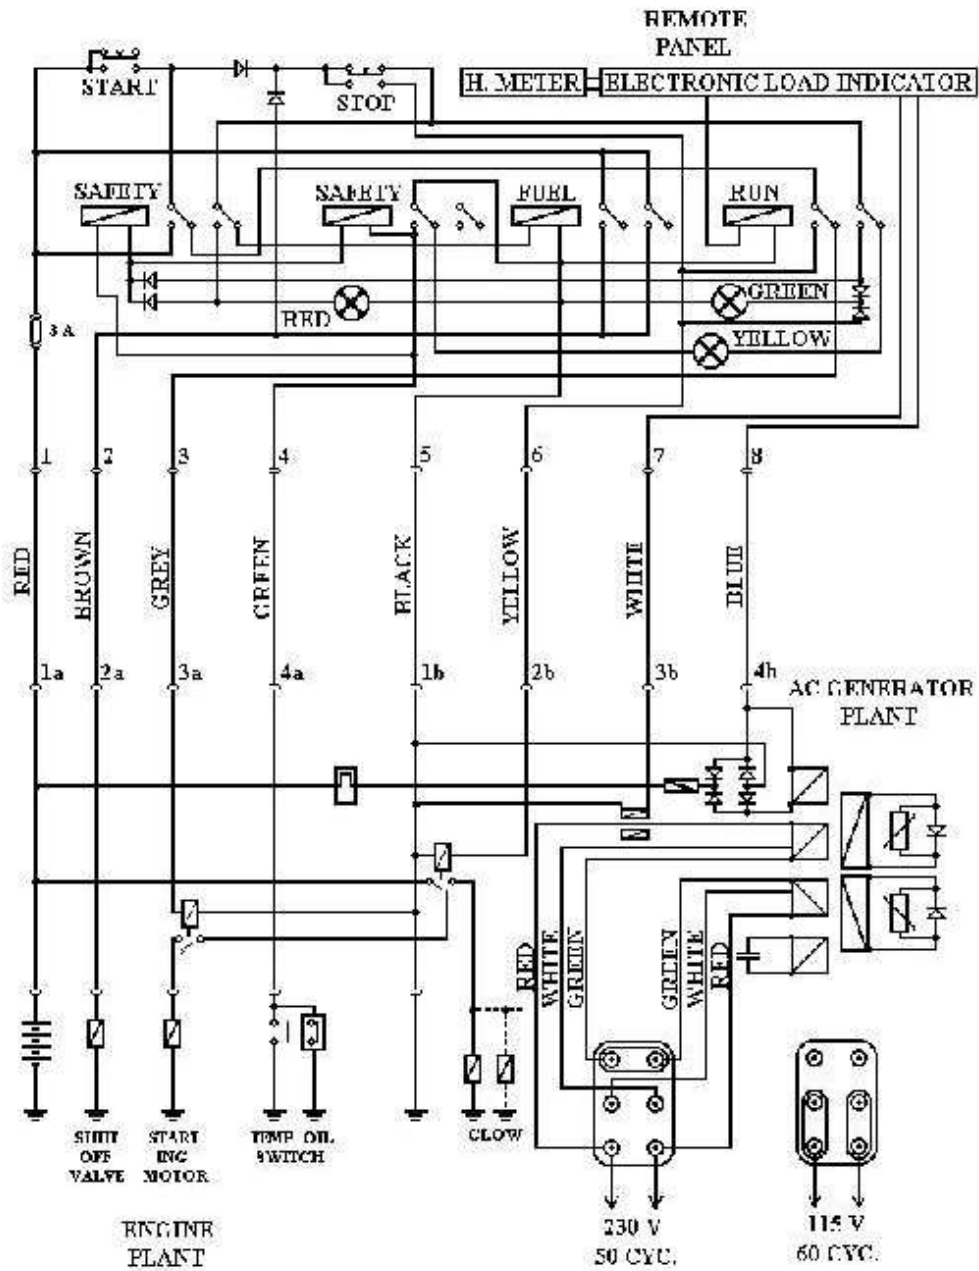 REMOTE
PANEL
START
STOP
H. METER
ELECTRONIC LOAD INDICATOR
SAFETY
SAFETY
FUEL
RUN
RED
GREEN
YELLOW
3 A
1
2
3
4
5
6
7
8
RED
BROWN
GREY
GREEN
BLACK
YELLOW
WHITE
BLUE
1a
2a
3a
4a
1b
2b
3b
4b
AC GENERATOR
PLANT
RED
WHITE
GREEN
GREEN
WHITE
RED
SHUT
OFF
VALVE
START
ING
MOTOR
TEMP. OIL
SWITCH
GLOW
230 V
50 CYC.
115 V
60 CYC.
ENGINE
PLANT